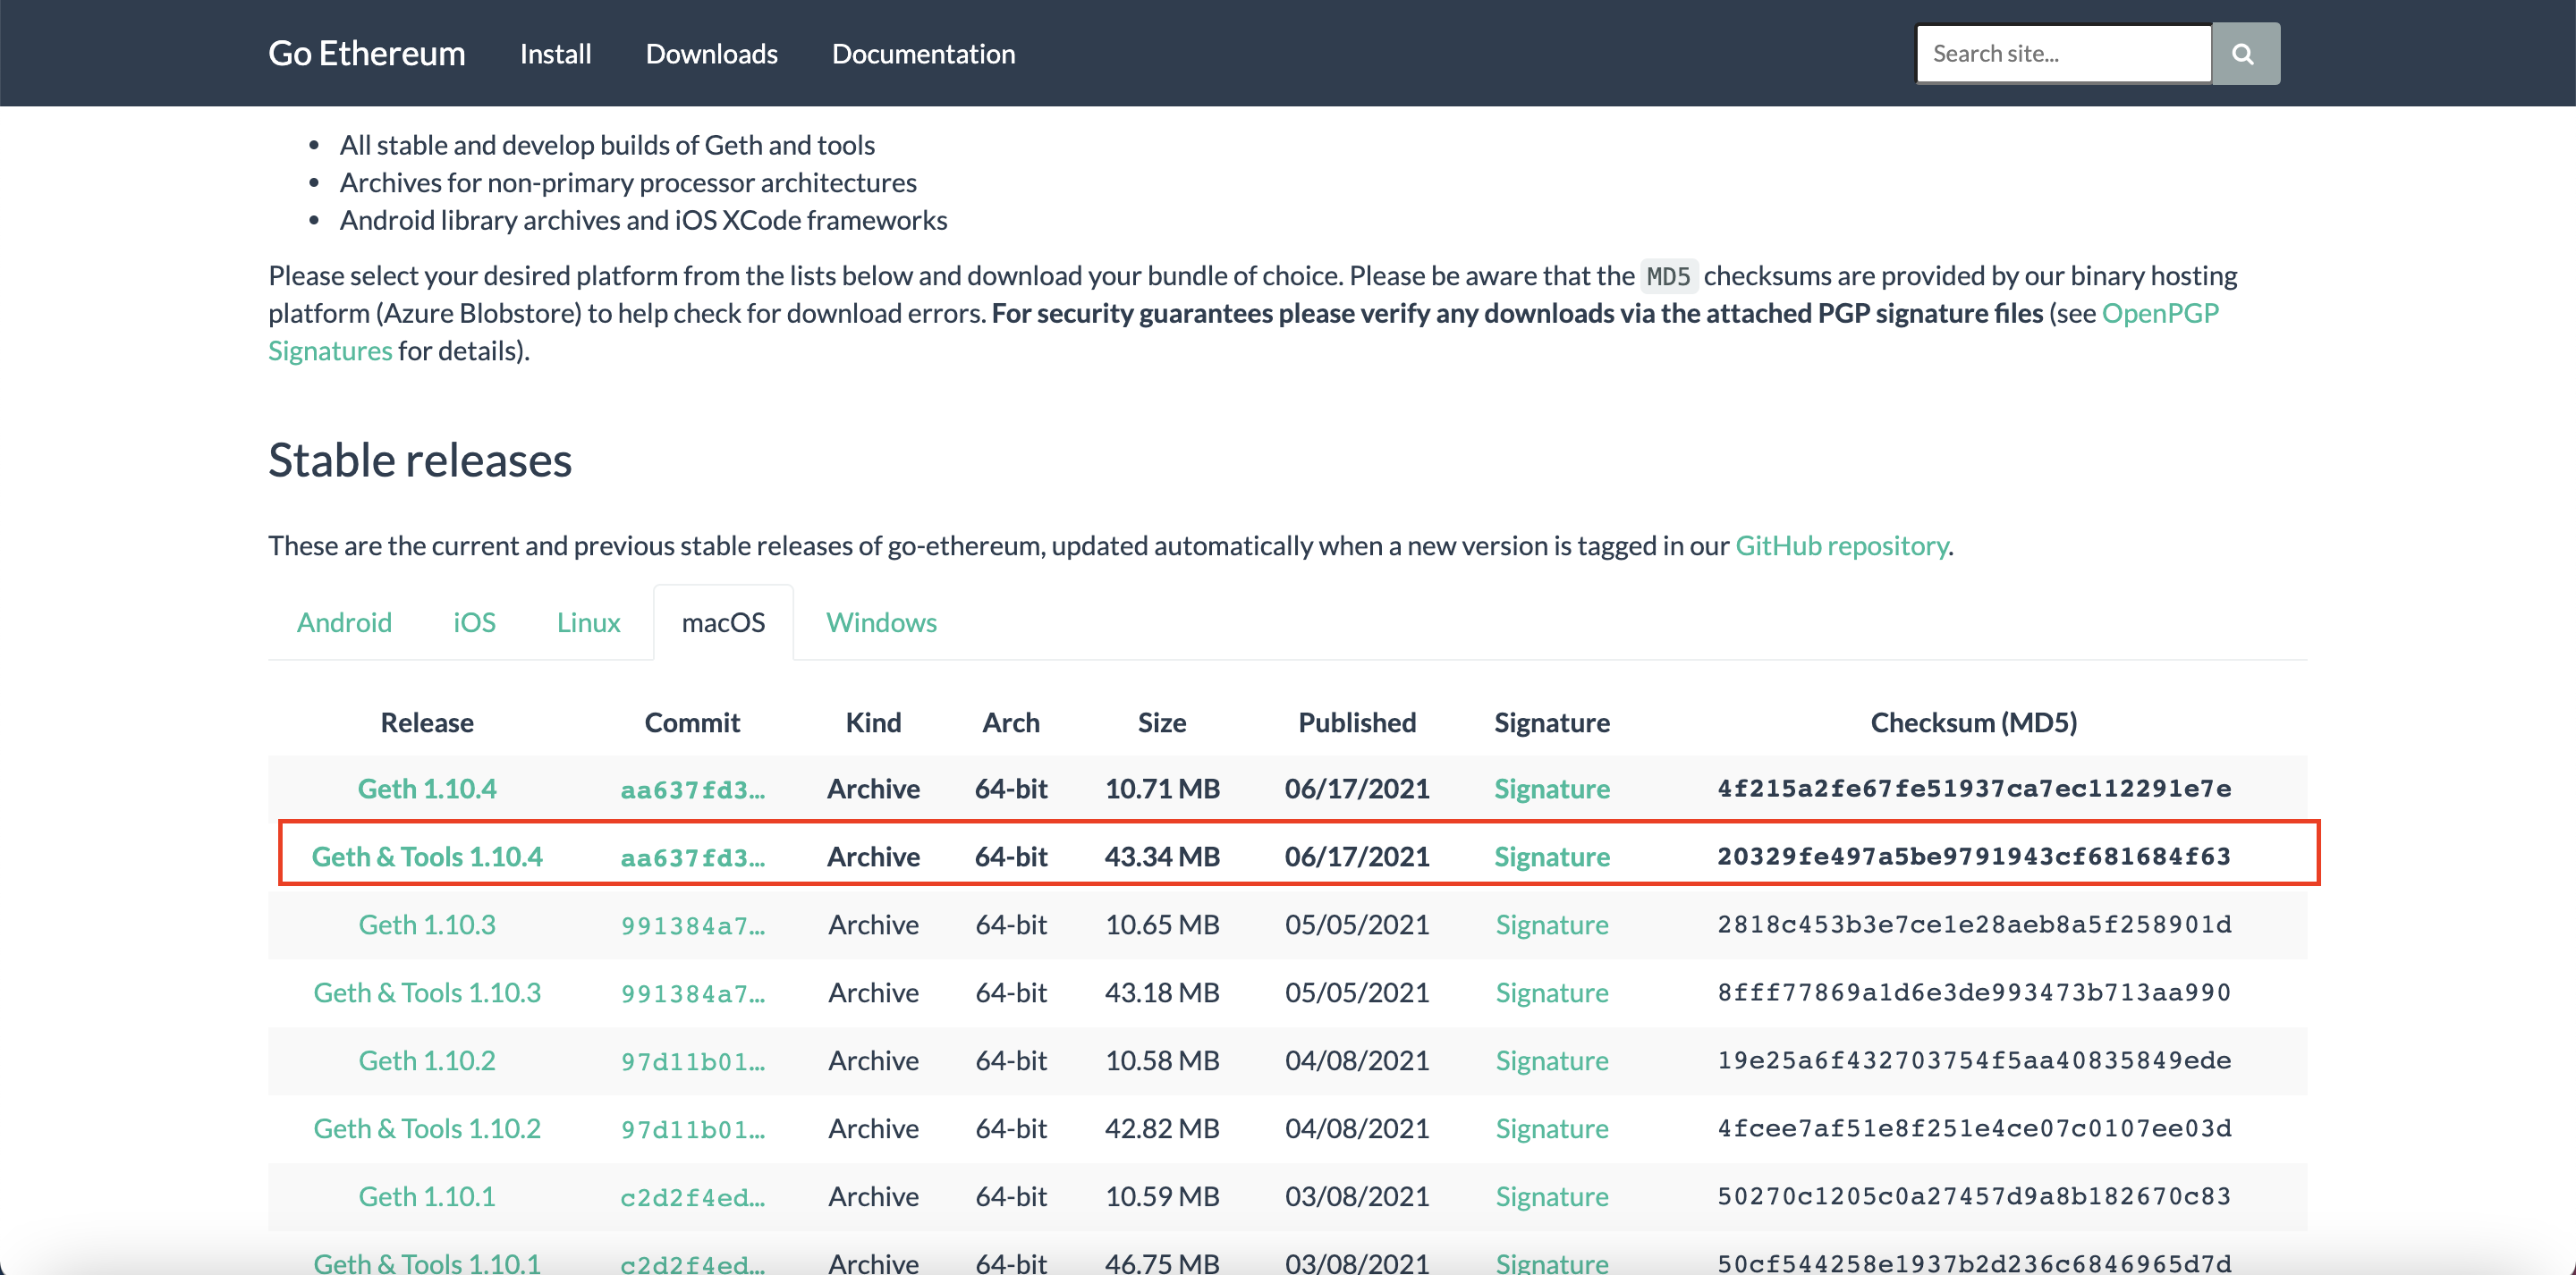 Go Ethereum Install Downloads Documentation Search site...
All stable and develop builds of Geth and tools
Archives for non-primary processor architectures
Android library archives and iOS XCode frameworks
Please select your desired platform from the lists below and download your bundle of choice. Please be aware that the MD5 checksums are provided by our binary hosting
platform (Azure Blobstore) to help check for download errors. For security guarantees please verify any downloads via the attached PGP signature files (see OpenPGP
Signatures for details).
Stable releases
These are the current and previous stable releases of go-ethereum, updated automatically when a new version is tagged in our GitHub repository.
Android iOS Linux macOS Windows
Release Commit Kind Arch Size Published Signature Checksum (MD5)
Geth 1.10.4 aa637fd3... Archive 64-bit 10.71 MB 06/17/2021 Signature 4f215a2fe67fe51937ca7ec112291e7e
Geth & Tools 1.10.4 aa637fd3... Archive 64-bit 43.34 MB 06/17/2021 Signature 20329fe497a5be9791943cf681684f63
Geth 1.10.3 991384a7... Archive 64-bit 10.65 MB 05/05/2021 Signature 2818c453b3e7ce1e28aeb8a5f258901d
Geth & Tools 1.10.3 991384a7... Archive 64-bit 43.18 MB 05/05/2021 Signature 8fff77869a1d6e3de993473b713aa990
Geth 1.10.2 97d11b01... Archive 64-bit 10.58 MB 04/08/2021 Signature 19e25a6f432703754f5aa40835849ede
Geth & Tools 1.10.2 97d11b01... Archive 64-bit 42.82 MB 04/08/2021 Signature 4fcee7af51e8f251e4ce07c0107ee03d
Geth 1.10.1 c2d2f4ed... Archive 64-bit 10.59 MB 03/08/2021 Signature 50270c1205c0a27457d9a8b182670c83
Geth & Tools 1.10.1 c2d2f4ed... Archive 64-bit 46.75 MB 03/08/2021 Signature 50cf544258e1937b2d236c6846965d7d